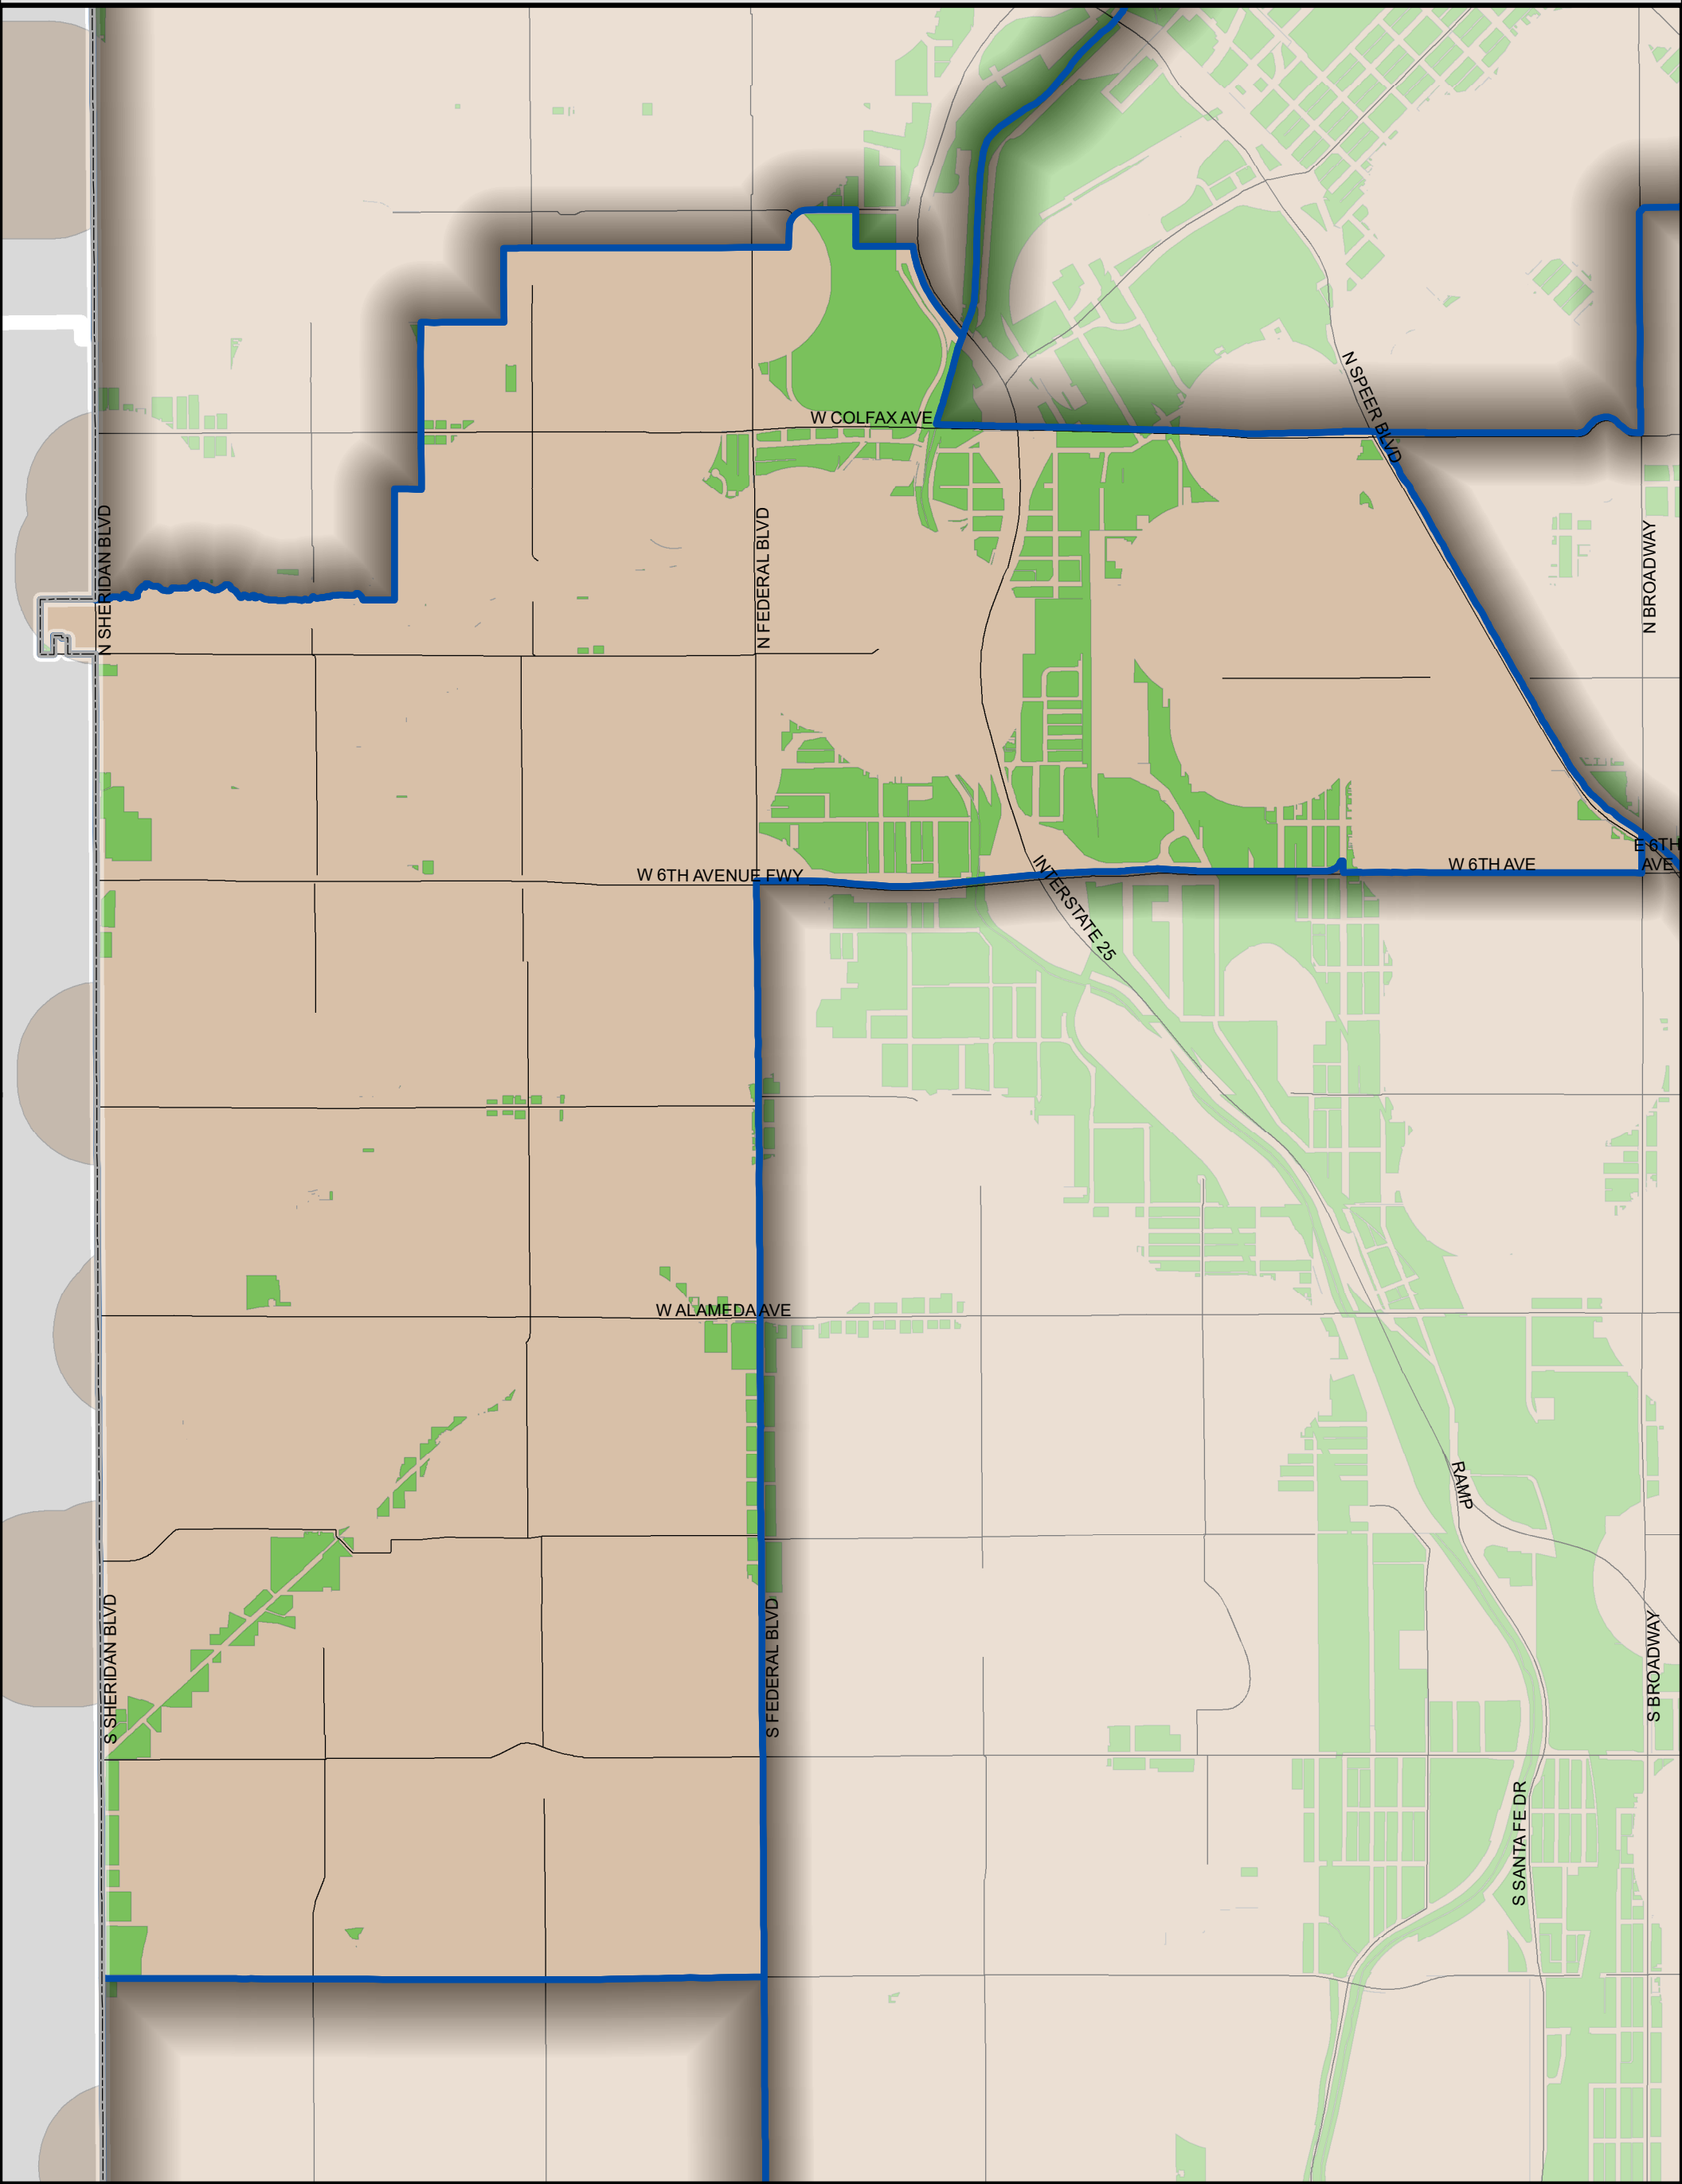 N SPEER BLVD
W COLFAX AVE
N SHERIDAN BLVD
N FEDERAL BLVD
N BROADWAY
E 6TH
AVE
W 6TH AVE
W 6TH AVENUE FWY
INTERSTATE 25
W ALAMEDA AVE
RAMP
S SHERIDAN BLVD
S FEDERAL BLVD
S BROADWAY
S SANTA FE DR